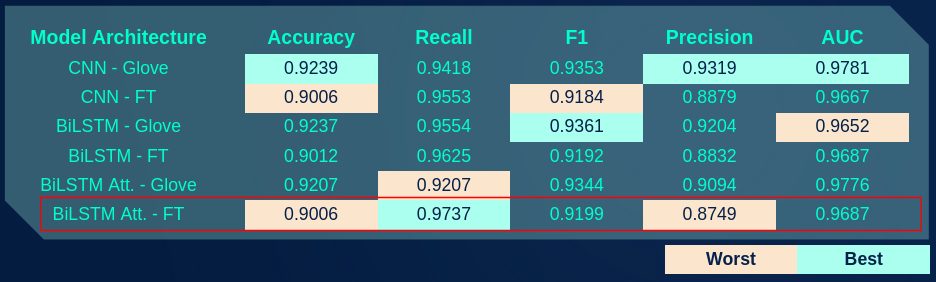 Model Architecture Accuracy Recall F1 Precision AUC
CNN - Glove 0.9239 0.9418 0.9353 0.9319 0.9781
CNN - FT 0.9006 0.9553 0.9184 0.8879 0.9667
BiLSTM - Glove 0.9237 0.9554 0.9361 0.9204 0.9652
BiLSTM - FT 0.9012 0.9625 0.9192 0.8832 0.9687
BiLSTM Att. - Glove 0.9207 0.9207 0.9344 0.9094 0.9776
BiLSTM Att. - FT 0.9006 0.9737 0.9199 0.8749 0.9687
Worst Best